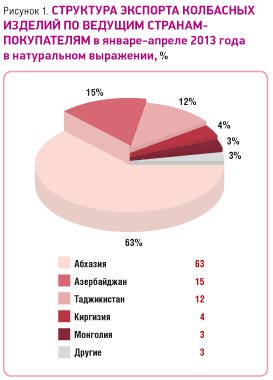 Рисунок 1. СТРУКТУРА ЭКСПОРТА КОЛБАСНЫХ
ИЗДЕЛИЙ ПО ВЕДУЩИМ СТРАНАМ-
ПОКУПАТЕЛЯМ в январе–апреле 2013 года
в натуральном выражении, %
15%
12%
4%
3%
3%
63%
Абхазия 63
Азербайджан 15
Таджикистан 12
Киргизия 4
Монголия 3
Другие 3